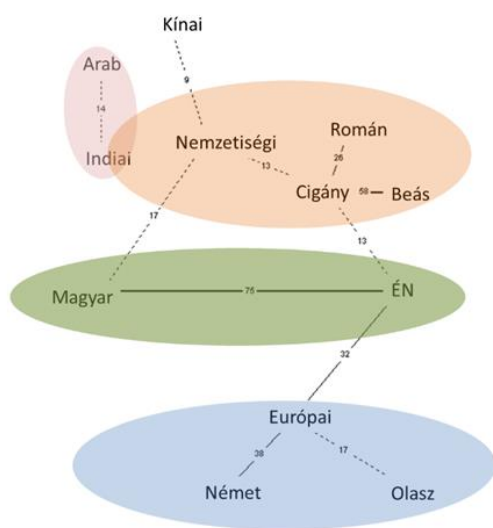 Kínai
Arab
9
14
Román
Nemzetiségi
26
Indiai
13
Cigány
58
Beás
17
13
Magyar
75
ÉN
32
Európai
38
17
Német
Olasz